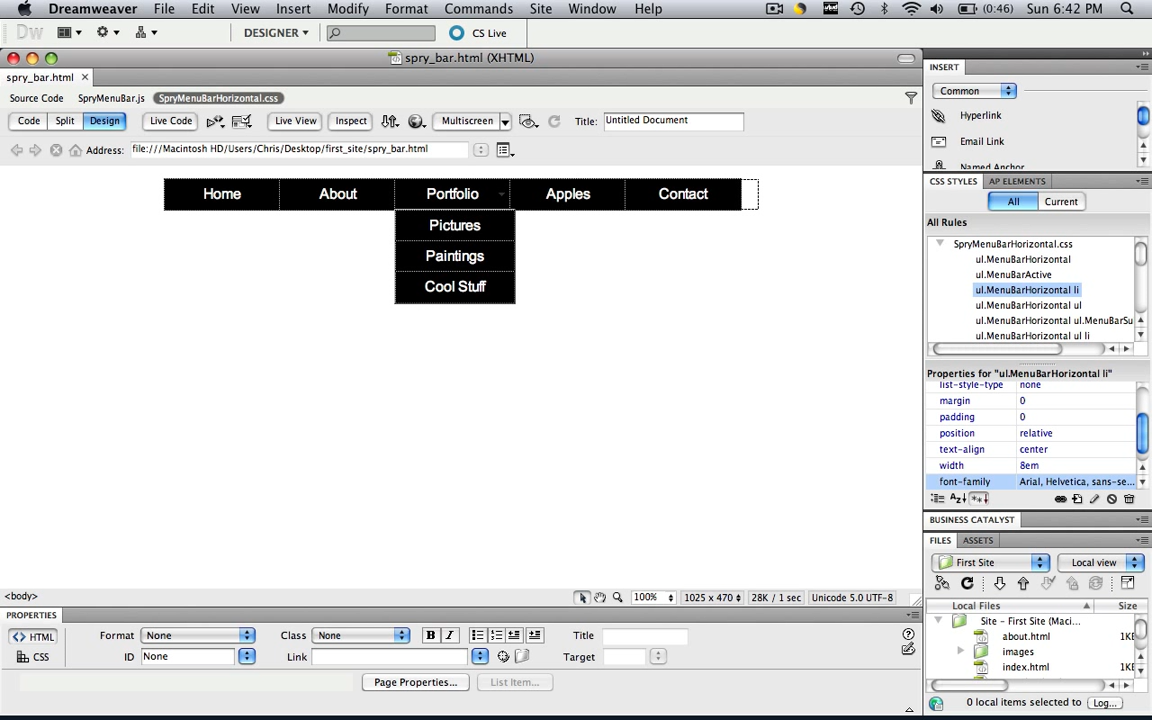 Dreamweaver File Edit View Insert Modify Format Commands Site Window Help (0:46) Sun 6:42 PM
Dw DESIGNER CS Live
spry_bar.html (XHTML)
spry_bar.html
Source Code SpryMenuBar.js SpryMenuBarHorizontal.css
Code Split Design Live Code Live View Inspect Multiscreen Title: Untitled Document
Address: file:///Macintosh HD/Users/Chris/Desktop/first_site/spry_bar.html
Home About Portfolio Apples Contact
Pictures
Paintings
Cool Stuff
<body>
100% 1025 x 470 28K / 1 sec Unicode 5.0 UTF-8
PROPERTIES
HTML Format None Class None B I Title
CSS ID None Link Target
Page Properties... List Item...
INSERT
Common
Hyperlink
Email Link
Named Anchor
CSS STYLES AP ELEMENTS
All Current
All Rules
SpryMenuBarHorizontal.css
ul.MenuBarHorizontal
ul.MenuBarActive
ul.MenuBarHorizontal li
ul.MenuBarHorizontal ul
ul.MenuBarHorizontal ul.MenuBarSu
ul.MenuBarHorizontal ul li
Properties for "ul.MenuBarHorizontal li"
list-style-type none
margin 0
padding 0
position relative
text-align center
width 8em
font-family Arial, Helvetica, sans-se...
BUSINESS CATALYST
FILES ASSETS
First Site Local view
Local Files Size
Site – First Site (Maci...
about.html 1KE
images
index.html 1KE
0 local items selected to Log...